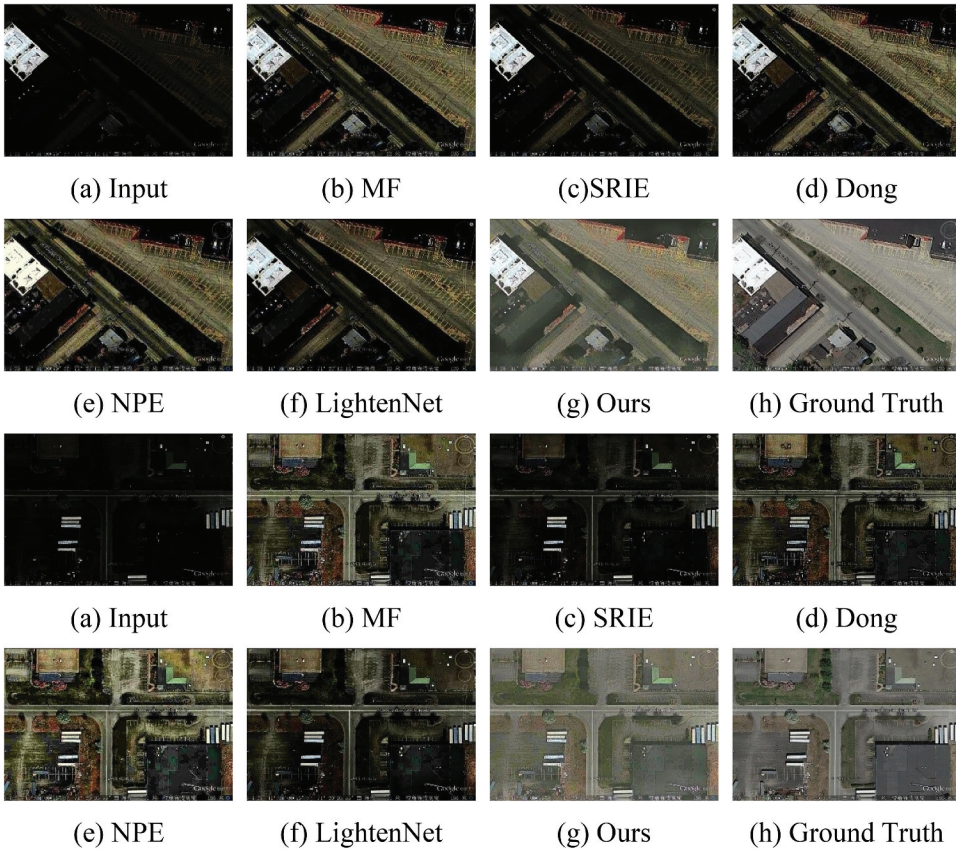 (a) Input (b) MF (c)SRIE (d) Dong
(e) NPE (f) LightenNet (g) Ours (h) Ground Truth
(a) Input (b) MF (c) SRIE (d) Dong
(e) NPE (f) LightenNet (g) Ours (h) Ground Truth